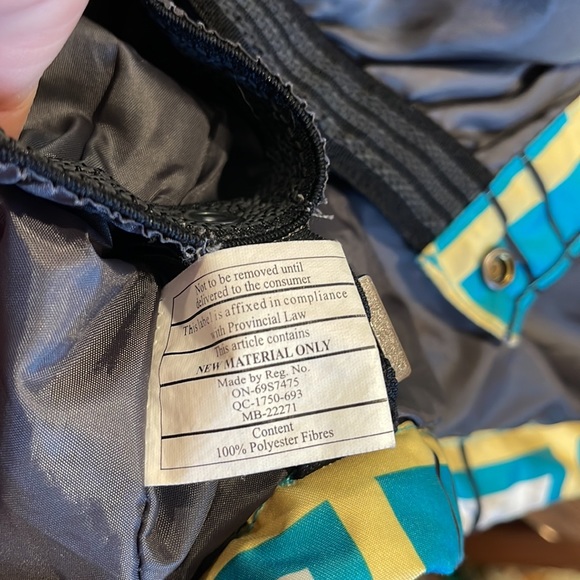 Not to be removed until
delivered to the consumer
This label is affixed in compliance
with Provincial Law
This article contains
NEW MATERIAL ONLY
Made by Reg. No.
ON-69S7475
QC-1750-693
MB-22271
Content
100% Polyester Fibres